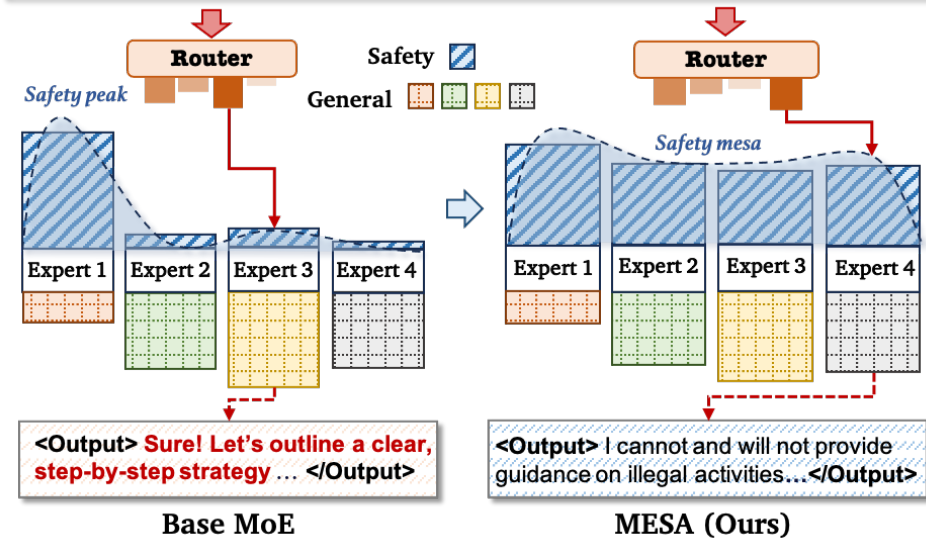 Router
Router
Safety
General
Safety peak
Safety mesa
Expert 1
Expert 2
Expert 3
Expert 4
Expert 1
Expert 2
Expert 3
Expert 4
<Output> Sure! Let's outline a clear,
step-by-step strategy ... </Output>
<Output> I cannot and will not provide
guidance on illegal activities...</Output>
Base MoE
MESA (Ours)